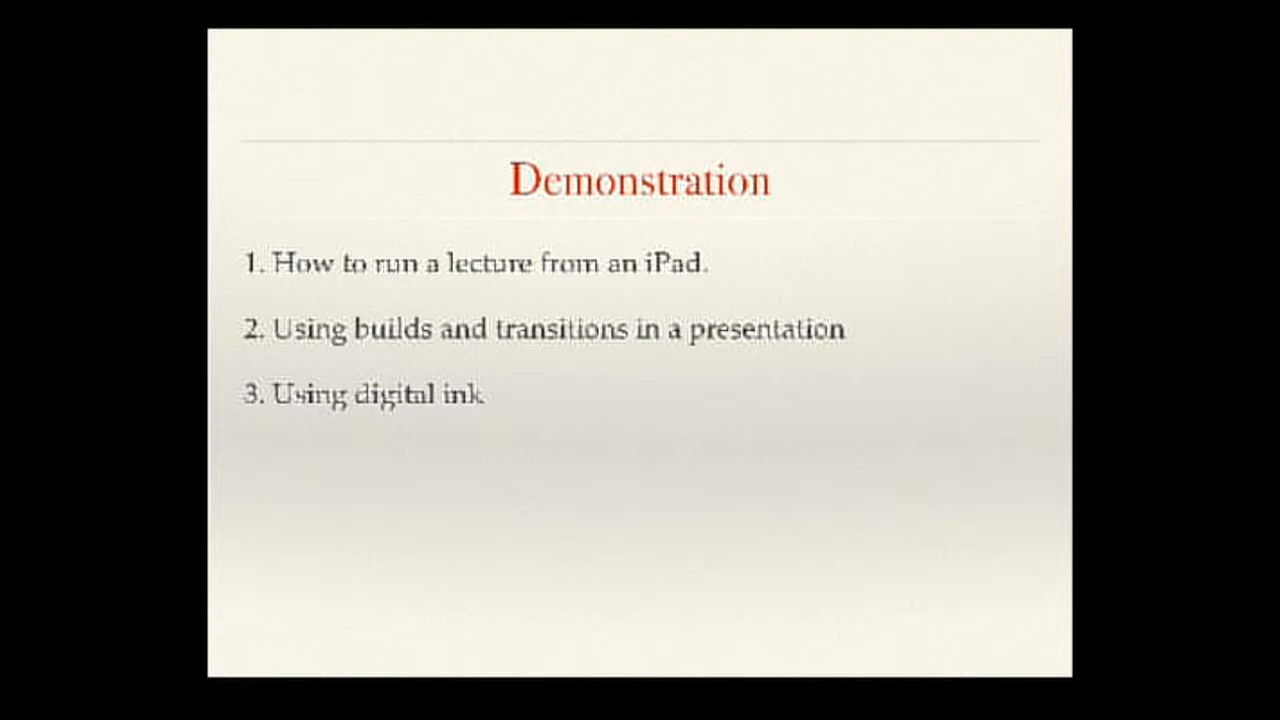 Demonstration
1. How to run a lecture from an iPad.
2. Using builds and transitions in a presentation
3. Using digital ink